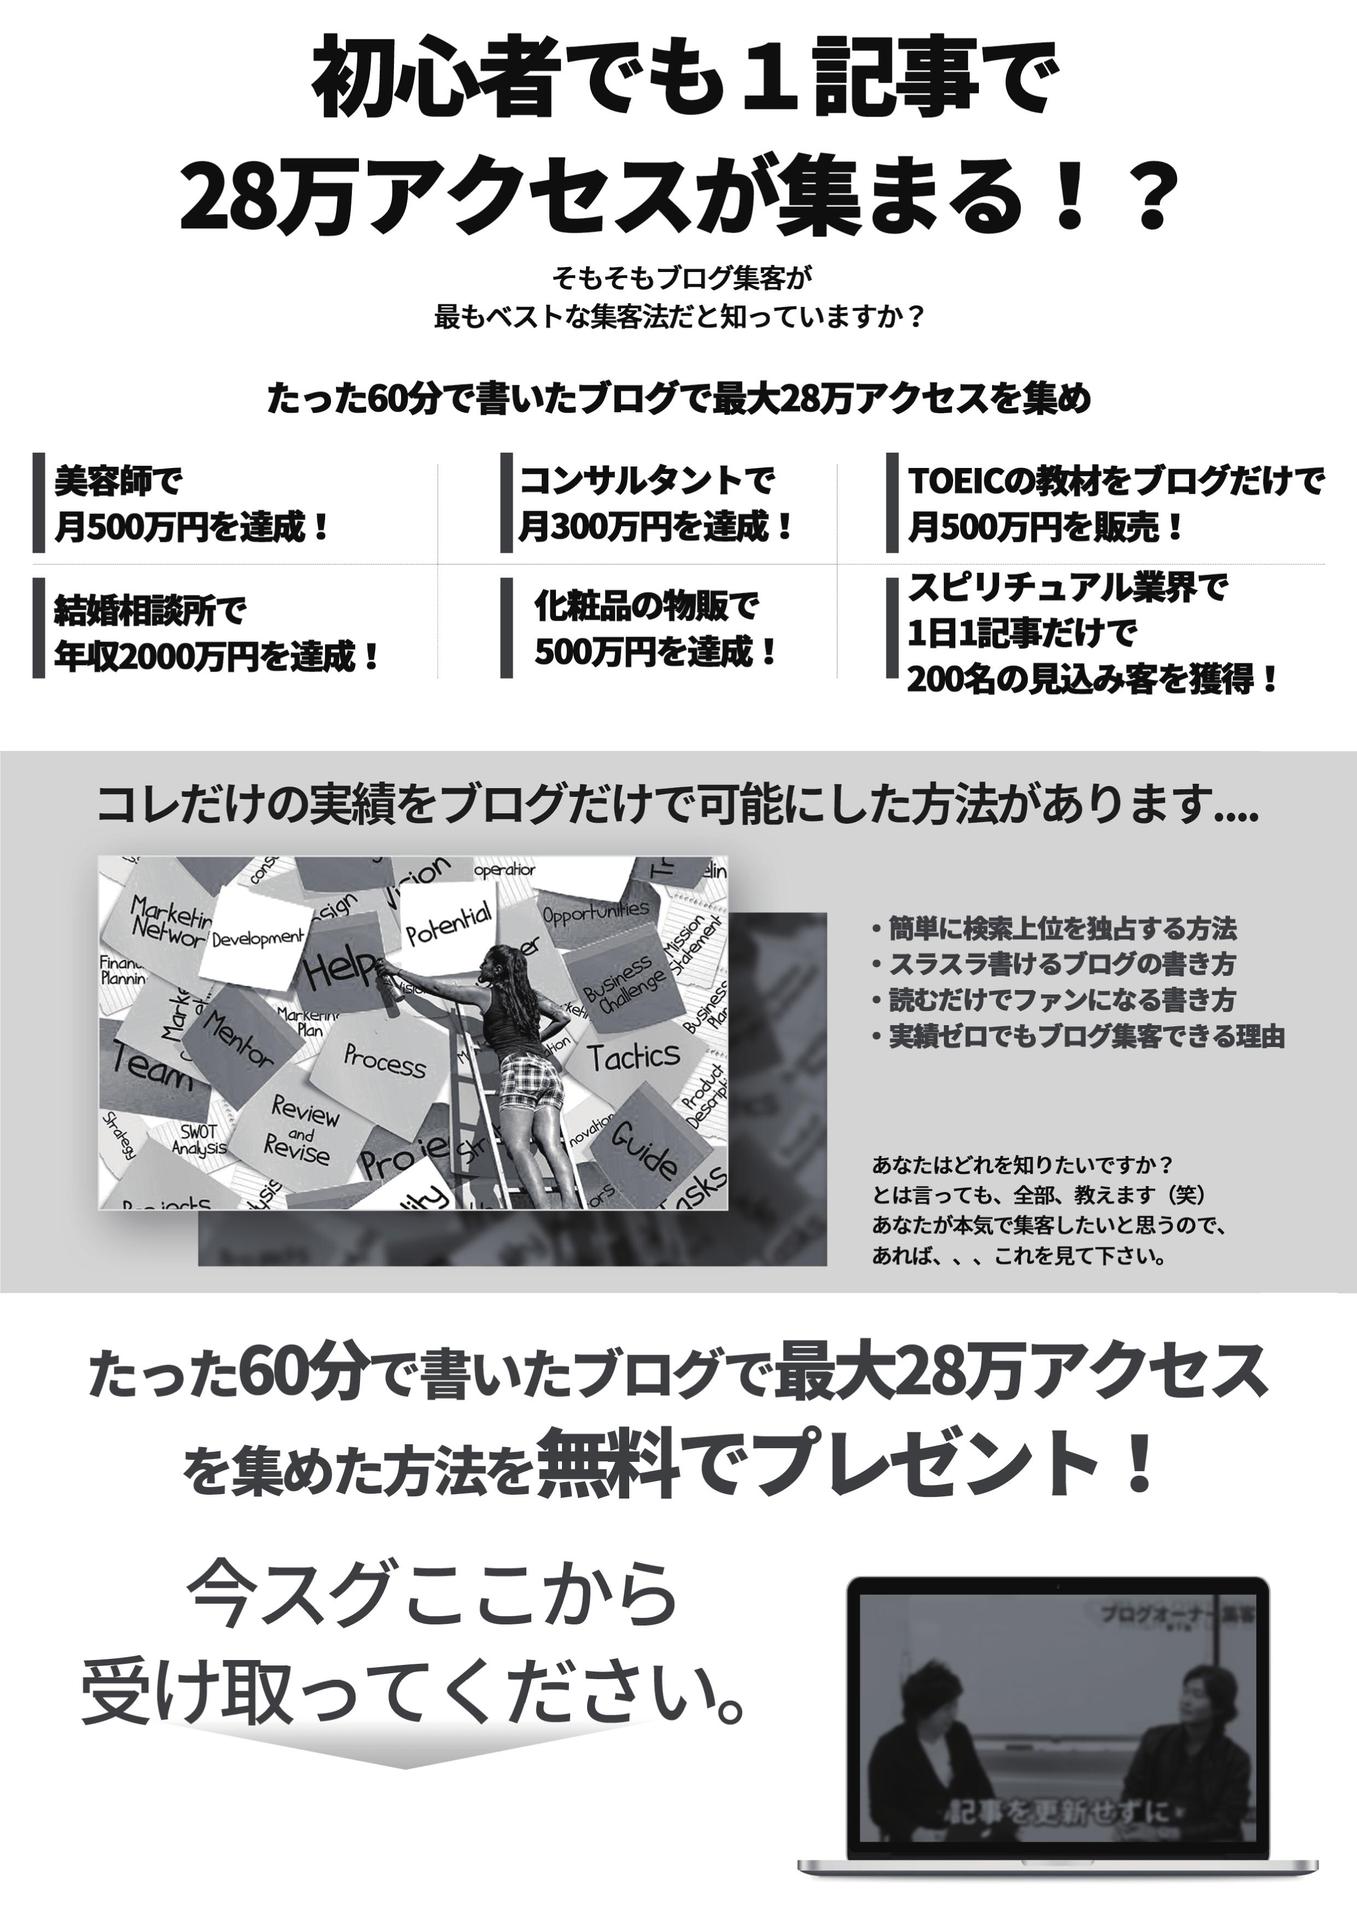 初心者でも１記事で
28万アクセスが集まる！？
そもそもブログ集客が
最もベストな集客法だと知っていますか？
たった60分で書いたブログで最大28万アクセスを集め
美容師で
月500万円を達成！
コンサルタントで
月300万円を達成！
TOEICの教材をブログだけで
月500万円を販売！
結婚相談所で
年収2000万円を達成！
化粧品の物販で
500万円を達成！
スピリチュアル業界で
1日1記事だけで
200名の見込み客を獲得！
コレだけの実績をブログだけで可能にした方法があります....
Marketin
Networ
Development
Help
Potential
Vision
operation
Opportunities
Mission
Statement
Business
Challenge
Business
Plan
Financ
Plannin
Marke
Marketin
Plan
Mentor
Process
Tactics
Team
Review
and
Revise
SWOT
Analysis
Strategy
Projec
Str
novation
Guide
Product
Descripti
Tasks
Projects
lity
・簡単に検索上位を独占する方法
・スラスラ書けるブログの書き方
・読むだけでファンになる書き方
・実績ゼロでもブログ集客できる理由
あなたはどれを知りたいですか？
とは言っても、全部、教えます（笑）
あなたが本気で集客したいと思うので、
あれば、、、これを見て下さい。
たった60分で書いたブログで最大28万アクセス
を集めた方法を無料でプレゼント！
今スグここから
受け取ってください。
ブログオーナー集客
記事を更新せずに